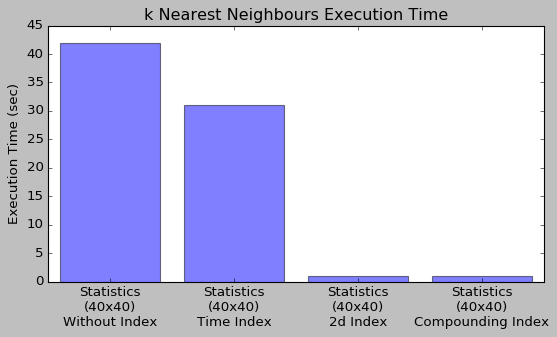 k Nearest Neighbours Execution Time
Execution Time (sec)
45
40
35
30
25
20
15
10
5
0
Statistics
(40x40)
Without Index
Statistics
(40x40)
Time Index
Statistics
(40x40)
2d Index
Statistics
(40x40)
Compounding Index